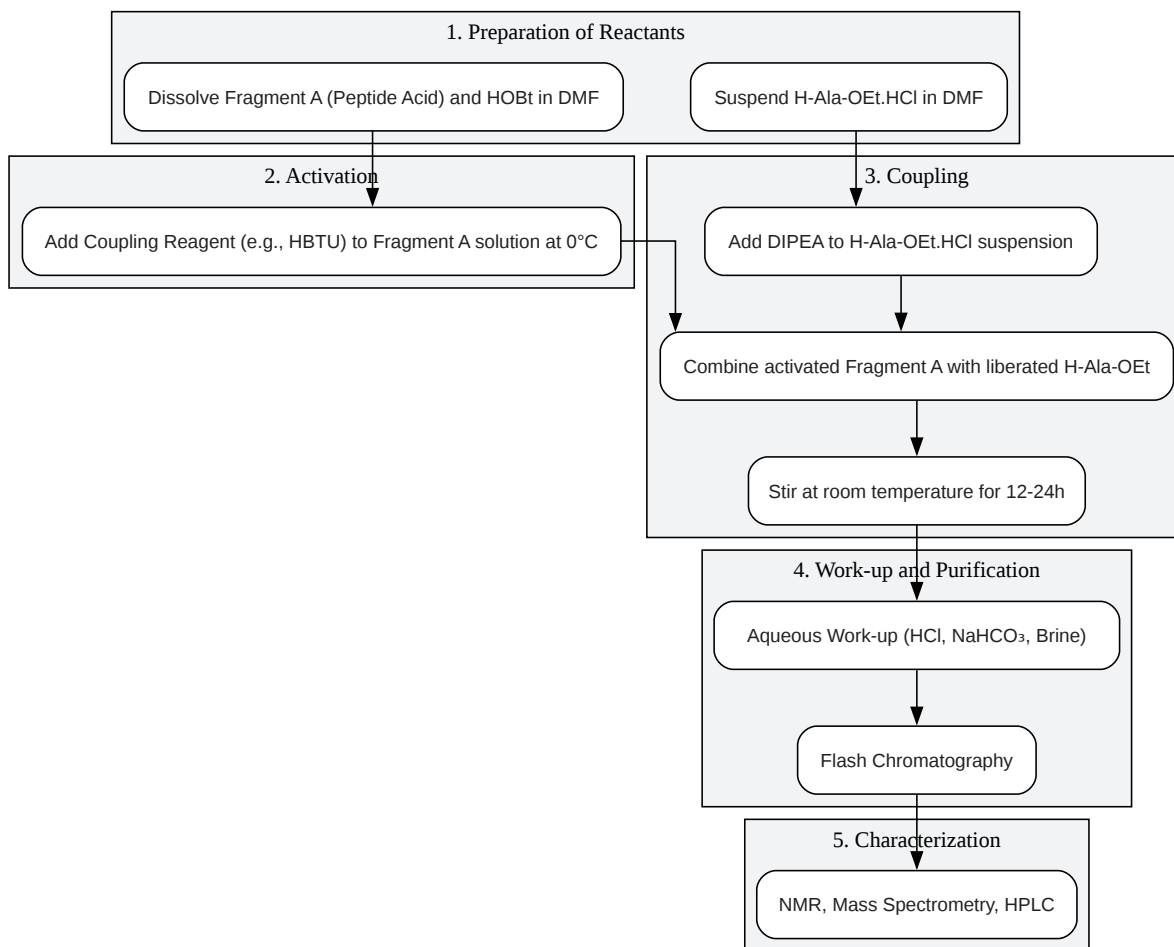 1. Preparation of Reactants
Dissolve Fragment A (Peptide Acid) and HOBt in DMF
Suspend H-Ala-OEt.HCl in DMF
2. Activation
Add Coupling Reagent (e.g., HBTU) to Fragment A solution at 0°C
3. Coupling
Add DIPEA to H-Ala-OEt.HCl suspension
Combine activated Fragment A with liberated H-Ala-OEt
Stir at room temperature for 12-24h
4. Work-up and Purification
Aqueous Work-up (HCl, NaHCO₃, Brine)
Flash Chromatography
5. Characterization
NMR, Mass Spectrometry, HPLC